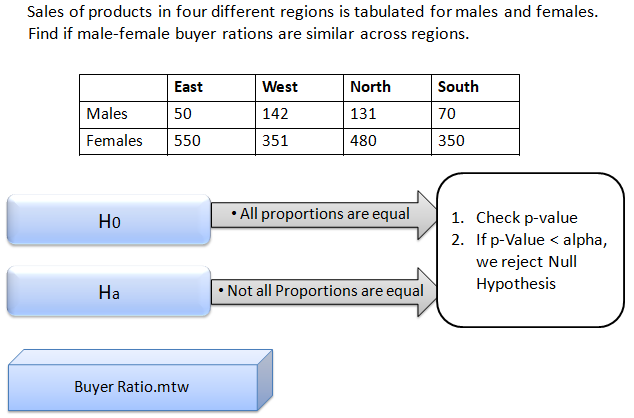 Sales of products in four different regions is tabulated for males and females.
Find if male-female buyer rations are similar across regions.
East West North South
Males 50 142 131 70
Females 550 351 480 350
H0
• All proportions are equal
Ha
• Not all Proportions are equal
1. Check p-value
2. If p-Value < alpha,
we reject Null
Hypothesis
Buyer Ratio.mtw